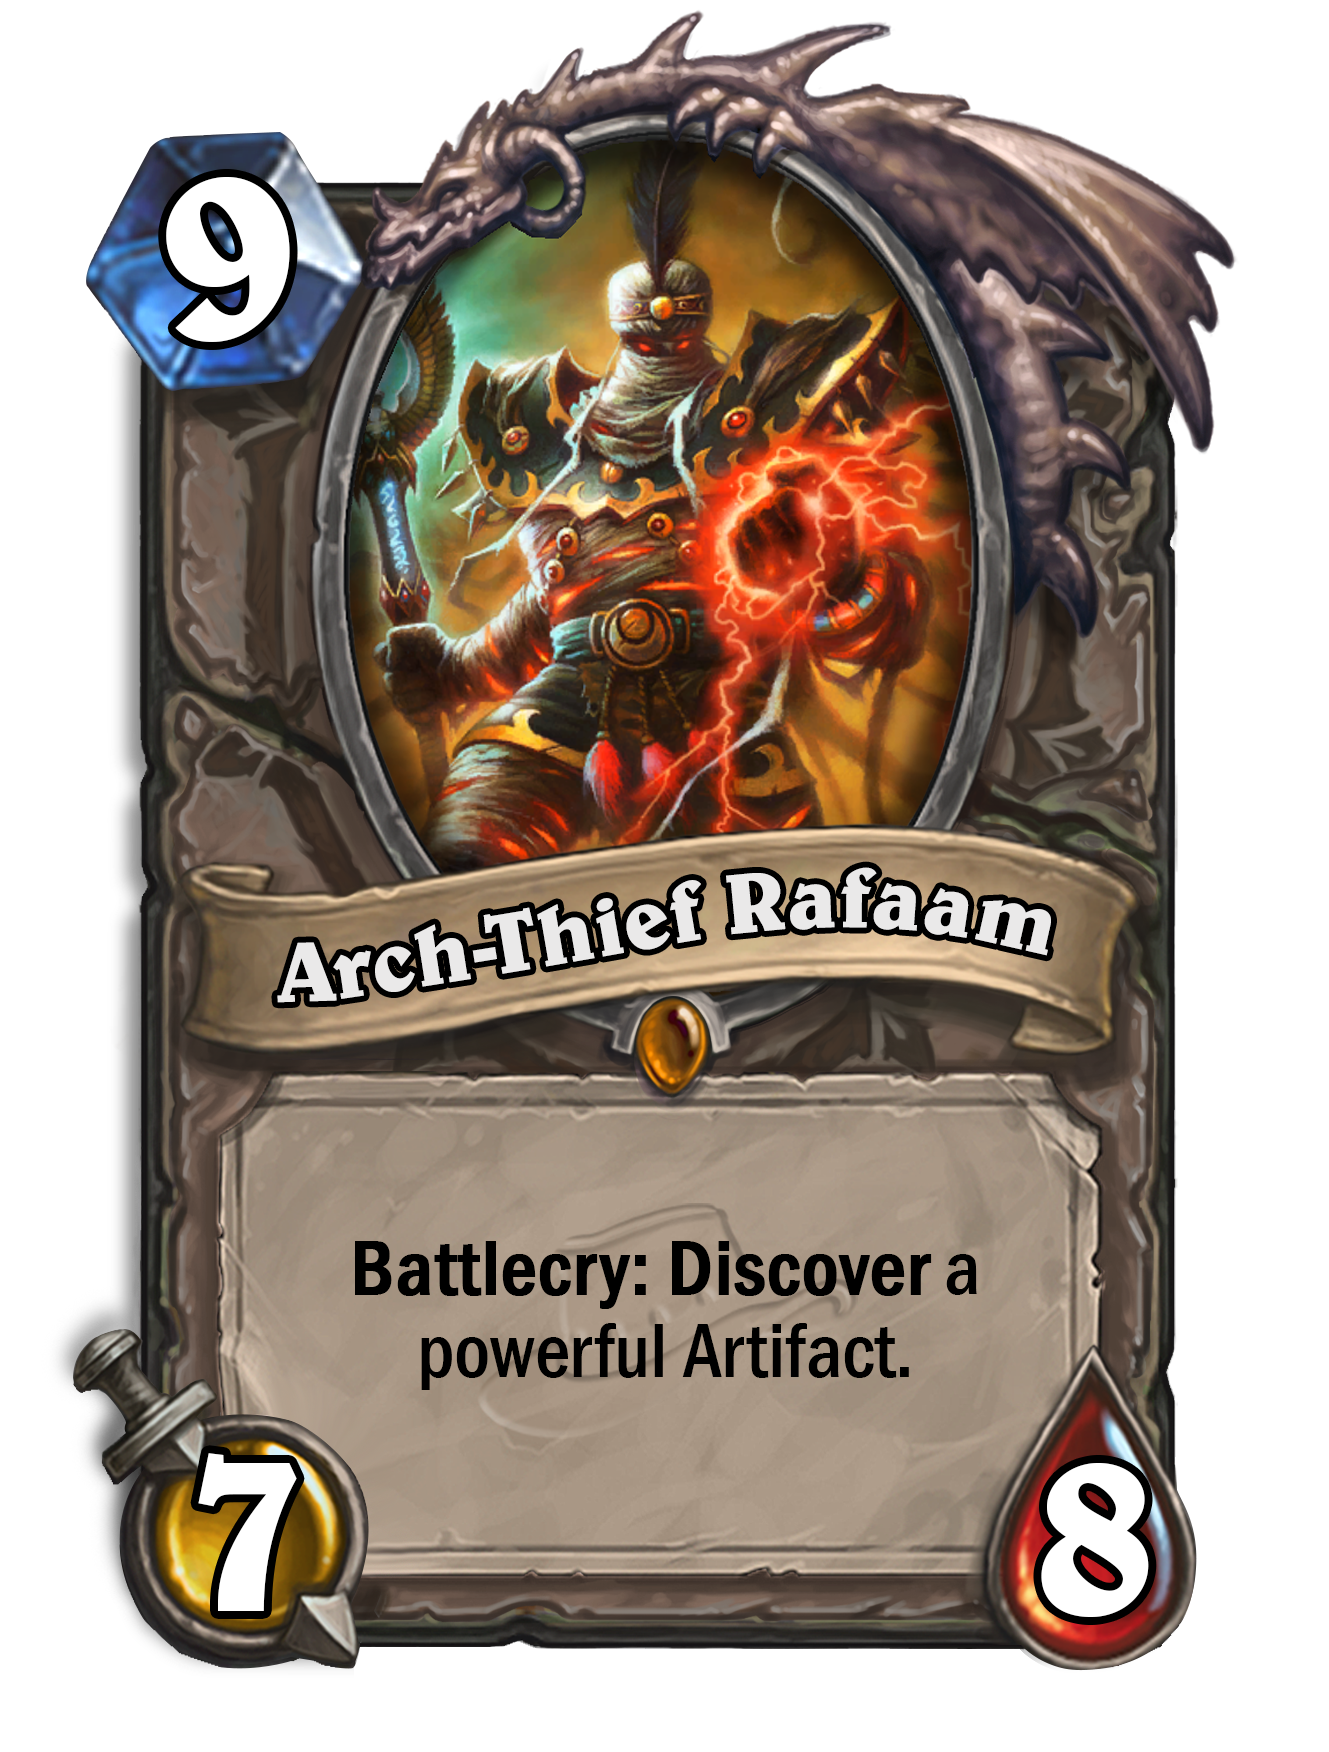 9
Arch-Thief Rafaam
Battlecry: Discover a
powerful Artifact.
7
8